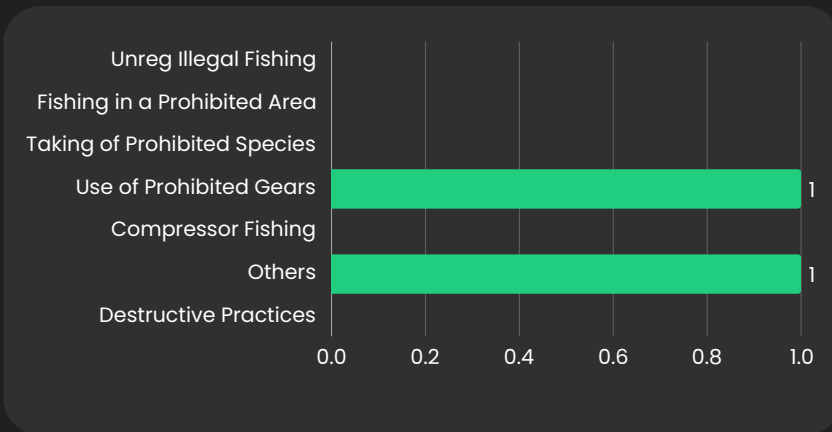 Unreg Illegal Fishing
Fishing in a Prohibited Area
Taking of Prohibited Species
Use of Prohibited Gears 1
Compressor Fishing
Others 1
Destructive Practices
0.0 0.2 0.4 0.6 0.8 1.0